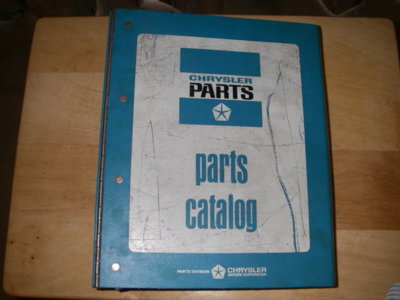 CHRYSLER
PARTS
parts
catalog
PARTS DIVISION CHRYSLER
MOTORS CORPORATION